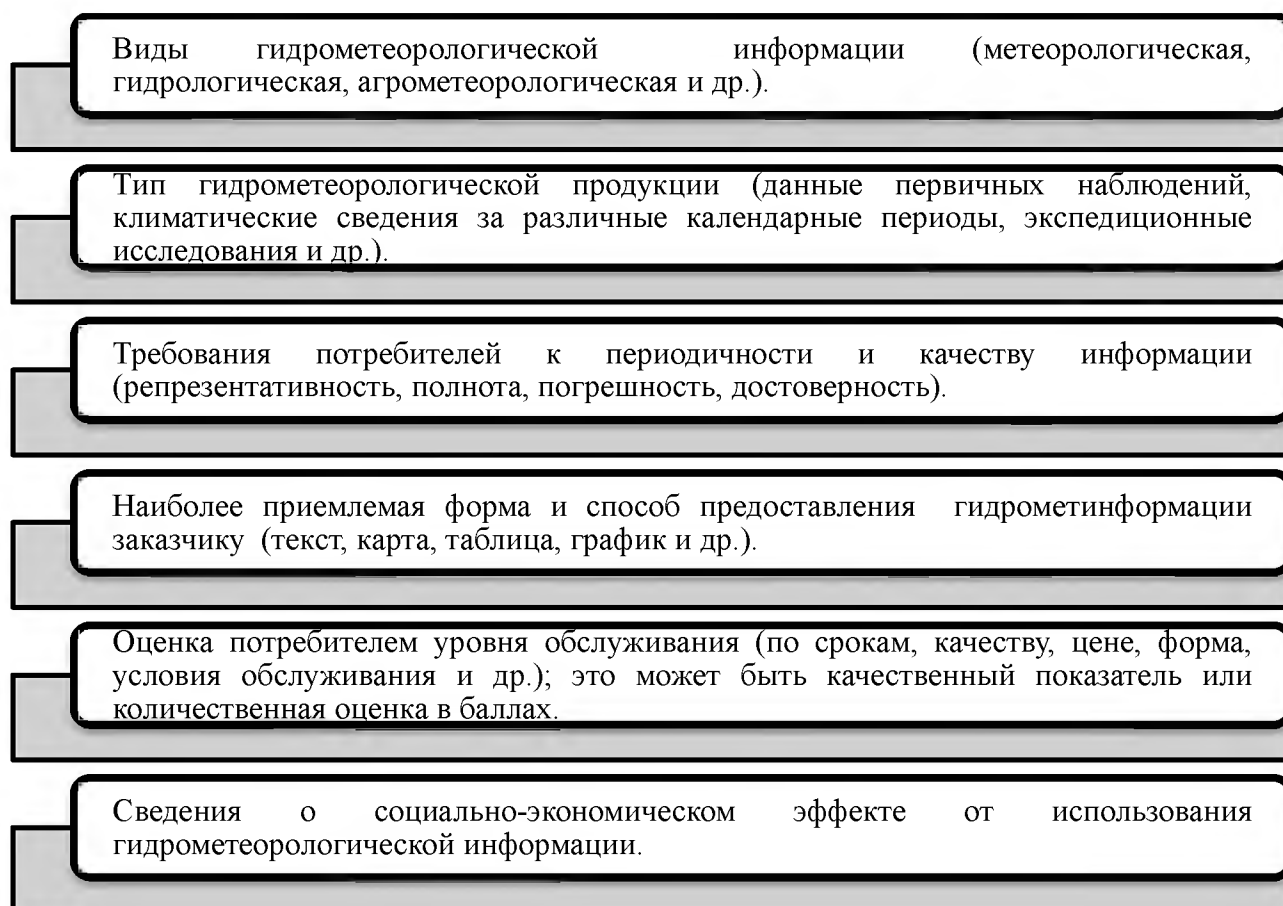 Виды гидрометеорологической информации (метеорологическая,
гидрологическая, агрометеорологическая и др.).
Тип гидрометеорологической продукции (данные первичных наблюдений,
климатические сведения за различные календарные периоды, экспедиционные
исследования и др.).
Требования потребителей к периодичности и качеству информации
(репрезентативность, полнота, погрешность, достоверность).
Наиболее приемлемая форма и способ предоставления гидрометинформации
заказчику (текст, карта, таблица, график и др.).
Оценка потребителем уровня обслуживания (по срокам, качеству, цене, форма,
условия обслуживания и др.); это может быть качественный показатель или
количественная оценка в баллах.
Сведения о социально-экономическом эффекте от использования
гидрометеорологической информации.